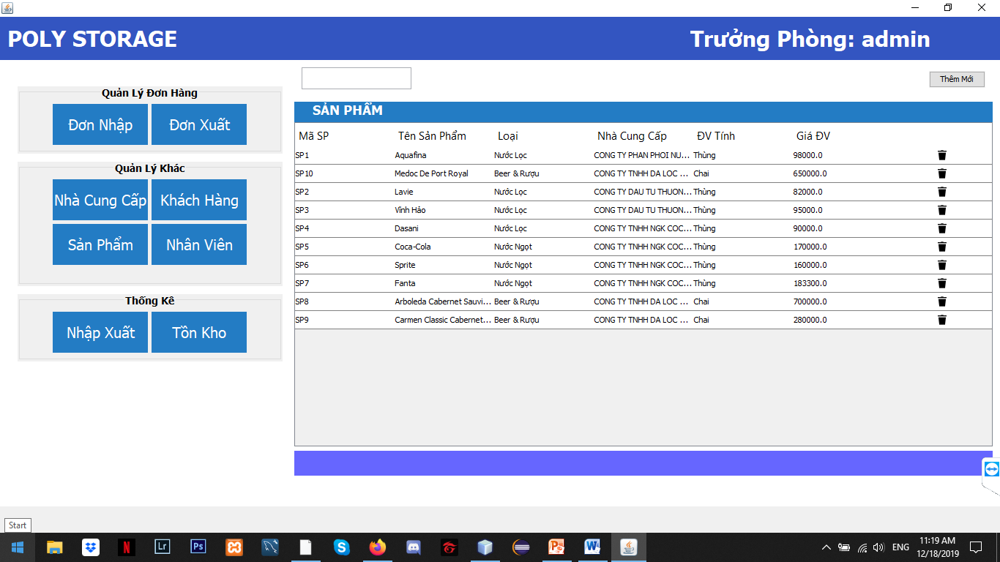 POLY STORAGE
Trưởng Phòng: admin
Thêm Mới
Quản Lý Đơn Hàng
Đơn Nhập
Đơn Xuất
Quản Lý Khác
Nhà Cung Cấp
Khách Hàng
Sản Phẩm
Nhân Viên
Thống Kê
Nhập Xuất
Tồn Kho
SẢN PHẨM
Mã SP Tên Sản Phẩm Loại Nhà Cung Cấp ĐV Tính Giá ĐV
SP1 Aquafina Nước Lọc CONG TY PHAN PHOI NU... Thùng 98000.0
SP10 Medoc De Port Royal Beer & Rượu CONG TY TNHH DA LOC ... Chai 650000.0
SP2 Lavie Nước Lọc CONG TY DAU TU THUON... Thùng 82000.0
SP3 Vĩnh Hảo Nước Lọc CONG TY DAU TU THUON... Thùng 95000.0
SP4 Dasani Nước Lọc CONG TY TNHH NGK COC... Thùng 90000.0
SP5 Coca-Cola Nước Ngọt CONG TY TNHH NGK COC... Thùng 170000.0
SP6 Sprite Nước Ngọt CONG TY TNHH NGK COC... Thùng 160000.0
SP7 Fanta Nước Ngọt CONG TY TNHH NGK COC... Thùng 183300.0
SP8 Arboleda Cabernet Sauvi... Beer & Rượu CONG TY TNHH DA LOC ... Chai 700000.0
SP9 Carmen Classic Cabernet... Beer & Rượu CONG TY TNHH DA LOC ... Chai 280000.0
Start
N
Lr
Ps
S
P
W
ENG
11:19 AM
12/18/2019